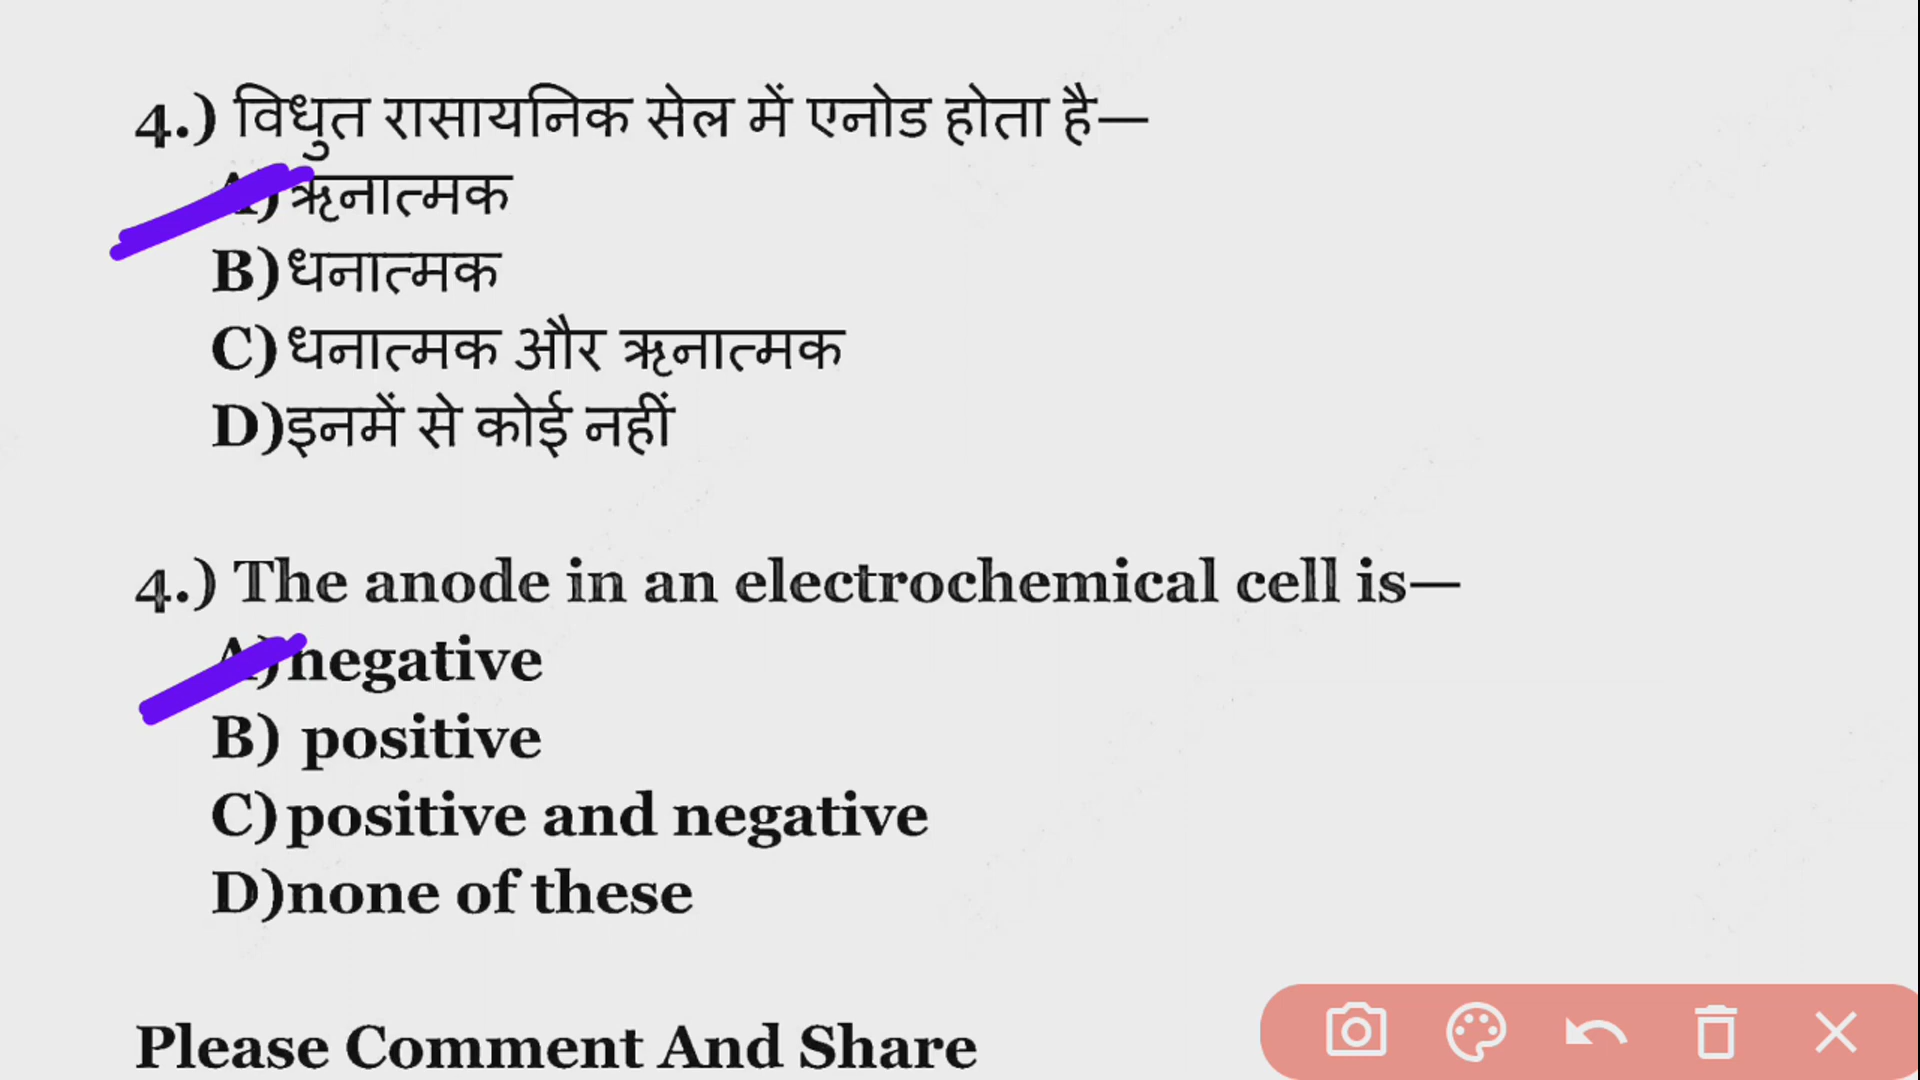 4.) विधुत रासायनिक सेल में एनोड होता है—
A) ऋनात्मक
B) धनात्मक
C) धनात्मक और ऋनात्मक
D)इनमें से कोई नहीं
4.) The anode in an electrochemical cell is—
A)negative
B) positive
C) positive and negative
D)none of these
Please Comment And Share